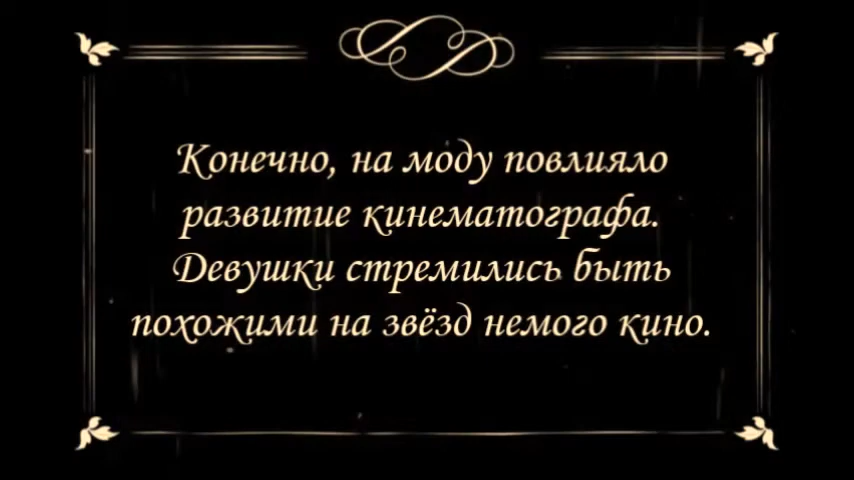 Конечно, на моду повлияло
развитие кинематографа.
Девушки стремились быть
похожими на звёзд немого кино.